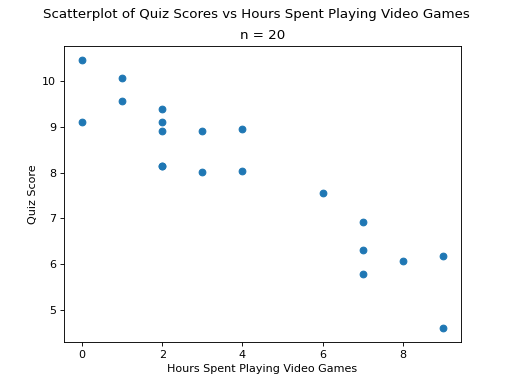 Scatterplot of Quiz Scores vs Hours Spent Playing Video Games
n = 20
10
9
8
7
6
5
Quiz Score
0 2 4 6 8
Hours Spent Playing Video Games